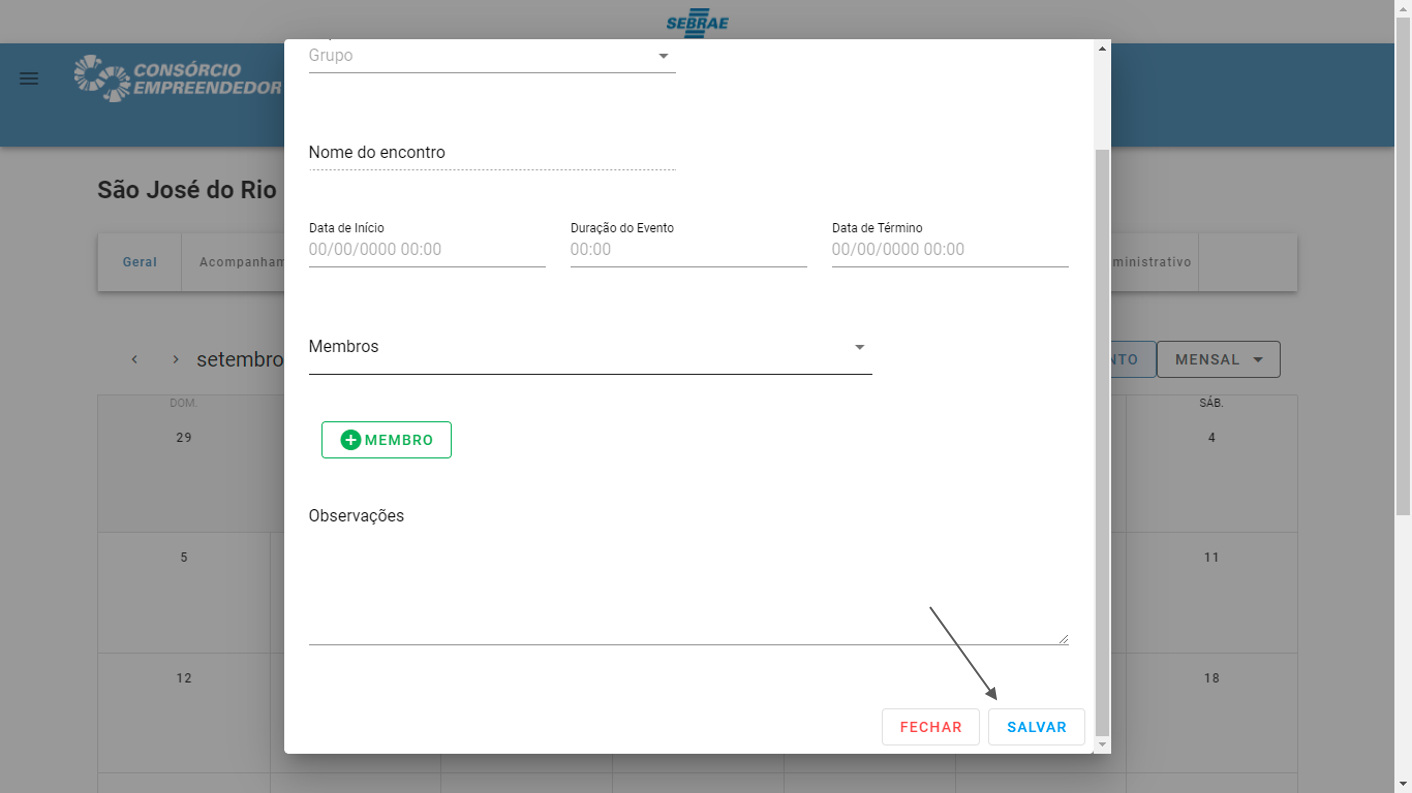 SEBRAE
CONSÓRCIO
EMPREENDEDOR
Grupo
Nome do encontro
São José do Rio
Data de Início
Duração do Evento
Data de Término
00/00/0000 00:00
00:00
00/00/0000 00:00
Geral
Acompanham
ministrativo
Membros
setembro
NTO
MENSAL
DOM.
SÁB.
29
4
MEMBRO
Observações
5
11
12
18
FECHAR
SALVAR